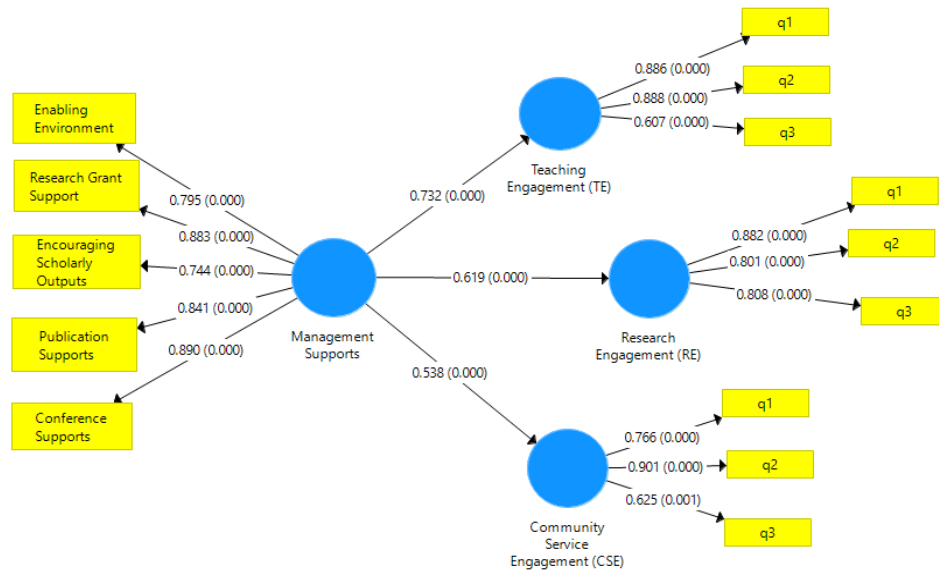 Enabling
Environment
Research Grant
Support
Encouraging
Scholarly
Outputs
Publication
Supports
Conference
Supports
0.795 (0.000)
0.883 (0.000)
0.744 (0.000)
0.841 (0.000)
0.890 (0.000)
Management
Supports
0.732 (0.000)
0.619 (0.000)
0.538 (0.000)
Teaching
Engagement (TE)
0.886 (0.000)
0.888 (0.000)
0.607 (0.000)
q1
q2
q3
Research
Engagement (RE)
0.882 (0.000)
0.801 (0.000)
0.808 (0.000)
q1
q2
q3
Community
Service
Engagement (CSE)
0.766 (0.000)
0.901 (0.000)
0.625 (0.001)
q1
q2
q3